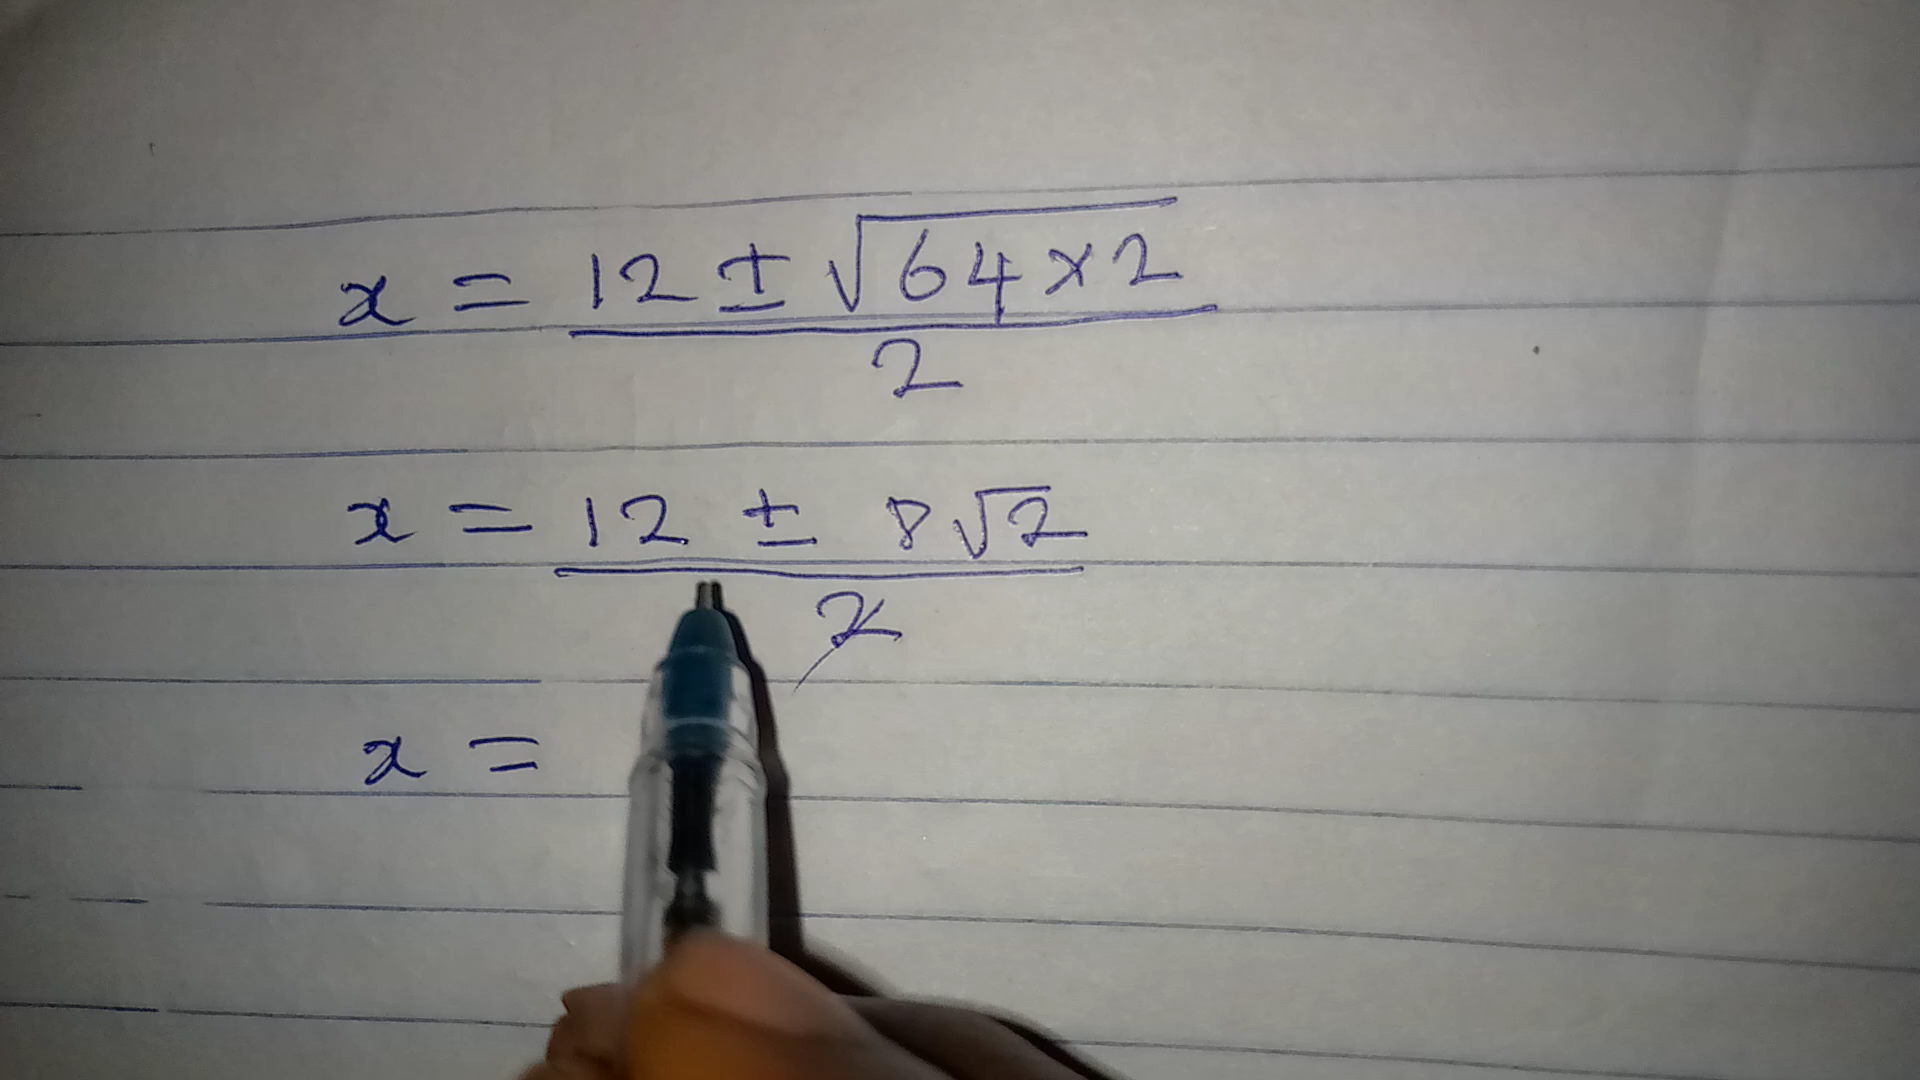 x = 12 ± √64 × 2 / 2
x = 12 ± 8√2 / 2
x =